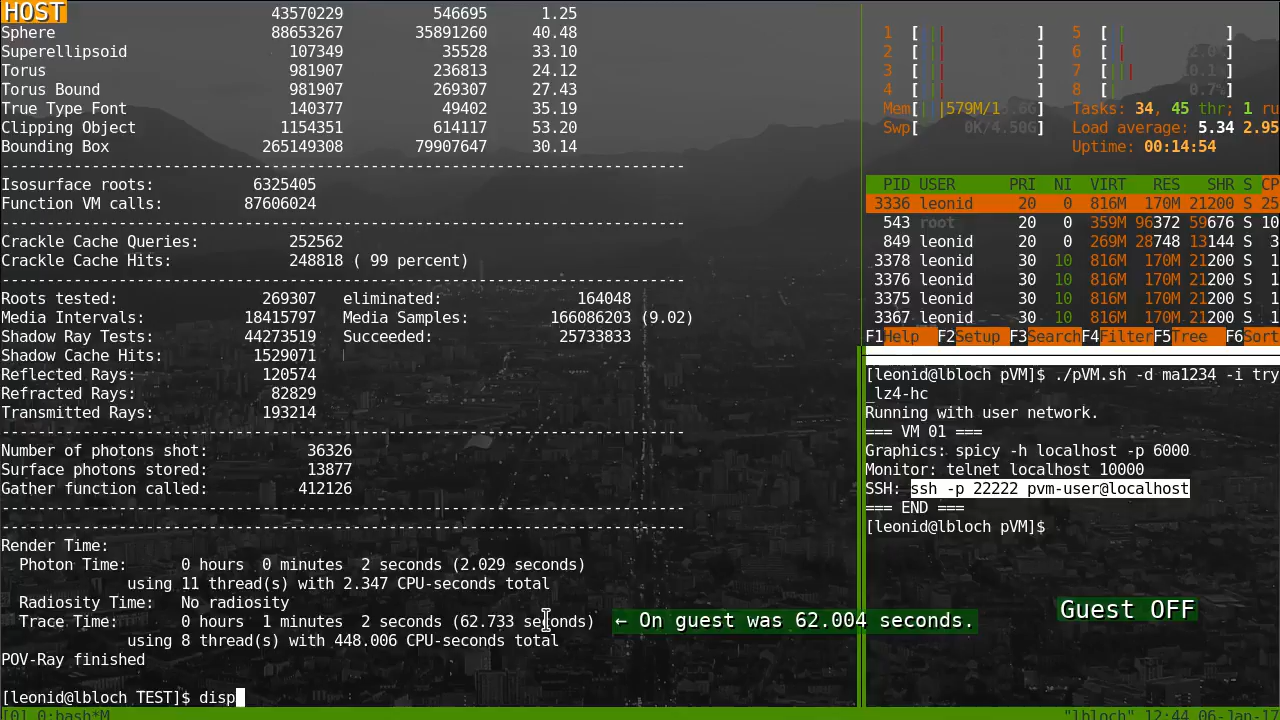 HOST
43570229 546695 1.25
Sphere 88653267 35891260 40.48
Superellipsoid 107349 35528 33.10
Torus 981907 236813 24.12
Torus Bound 981907 269307 27.43
True Type Font 140377 49402 35.19
Clipping Object 1154351 614117 53.20
Bounding Box 265149308 79907647 30.14
----------------------------------------------------------------------------
Isosurface roots: 6325405
Function VM calls: 87606024
----------------------------------------------------------------------------
Crackle Cache Queries: 252562
Crackle Cache Hits: 248818 ( 99 percent)
----------------------------------------------------------------------------
Roots tested: 269307 eliminated: 164048
Media Intervals: 18415797 Media Samples: 166086203 (9.02)
Shadow Ray Tests: 44273519 Succeeded: 25733833
Shadow Cache Hits: 1529071
Reflected Rays: 120574
Refracted Rays: 82829
Transmitted Rays: 193214
----------------------------------------------------------------------------
Number of photons shot: 36326
Surface photons stored: 13877
Gather function called: 412126
----------------------------------------------------------------------------
----------------------------------------------------------------------------
Render Time:
Photon Time: 0 hours 0 minutes 2 seconds (2.029 seconds)
using 11 thread(s) with 2.347 CPU-seconds total
Radiosity Time: No radiosity
Trace Time: 0 hours 1 minutes 2 seconds (62.733 seconds)
using 8 thread(s) with 448.006 CPU-seconds total
POV-Ray finished
[leonid@lbloch TEST]$ disp
← On guest was 62.004 seconds.
1 [ ] 5 [ ]
2 [ ] 6 [ ]
3 [ ] 7 [ ]
4 [ ] 8 [ 0.7%]
Mem[ 579M/15.6G] Tasks: 34, 45 thr; 1 ru
Swp[ 0K/4.50G] Load average: 5.34 2.95
Uptime: 00:14:54
PID USER PRI NI VIRT RES SHR S CP
3336 leonid 20 0 816M 170M 21200 S 25
543 root 20 0 359M 96372 59676 S 10
849 leonid 20 0 269M 28748 13144 S 3
3378 leonid 30 10 816M 170M 21200 S 1
3376 leonid 30 10 816M 170M 21200 S 1
3375 leonid 30 10 816M 170M 21200 S 1
3367 leonid 30 10 816M 170M 21200 S 1
F1Help F2Setup F3SearchF4FilterF5Tree F6Sort
[leonid@lbloch pVM]$ ./pVM.sh -d ma1234 -i try
_lz4-hc
Running with user network.
=== VM 01 ===
Graphics: spicy -h localhost -p 6000
Monitor: telnet localhost 10000
SSH: ssh -p 22222 pvm-user@localhost
=== END ===
[leonid@lbloch pVM]$
Guest OFF
[0] 0:bash*M "lbloch" 12:44 06-Jan-17